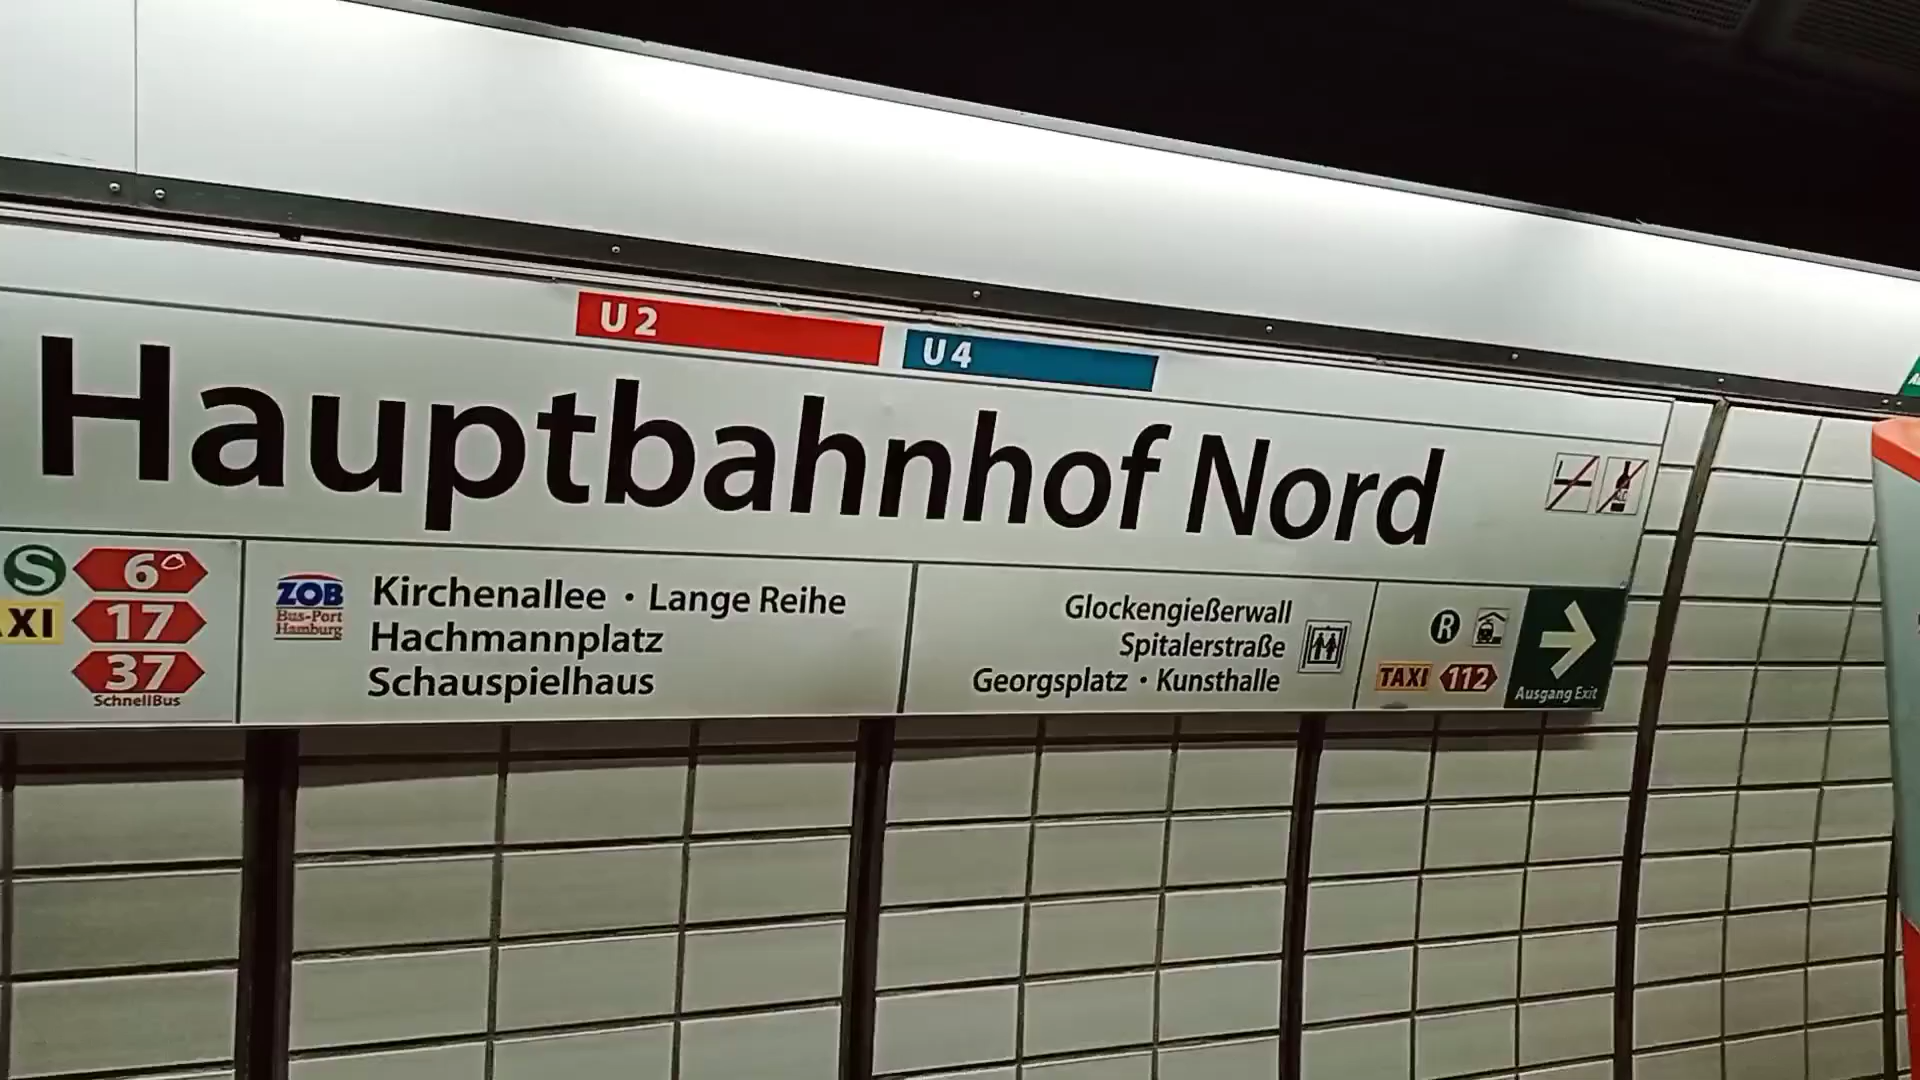 U2
U4
Hauptbahnhof Nord
S
6
XI
17
37
SchnellBus
ZOB
Bus-Port
Hamburg
Kirchenallee · Lange Reihe
Hachmannplatz
Schauspielhaus
Glockengießerwall
Spitalerstraße
Georgsplatz · Kunsthalle
R
TAXI 112
Ausgang Exit